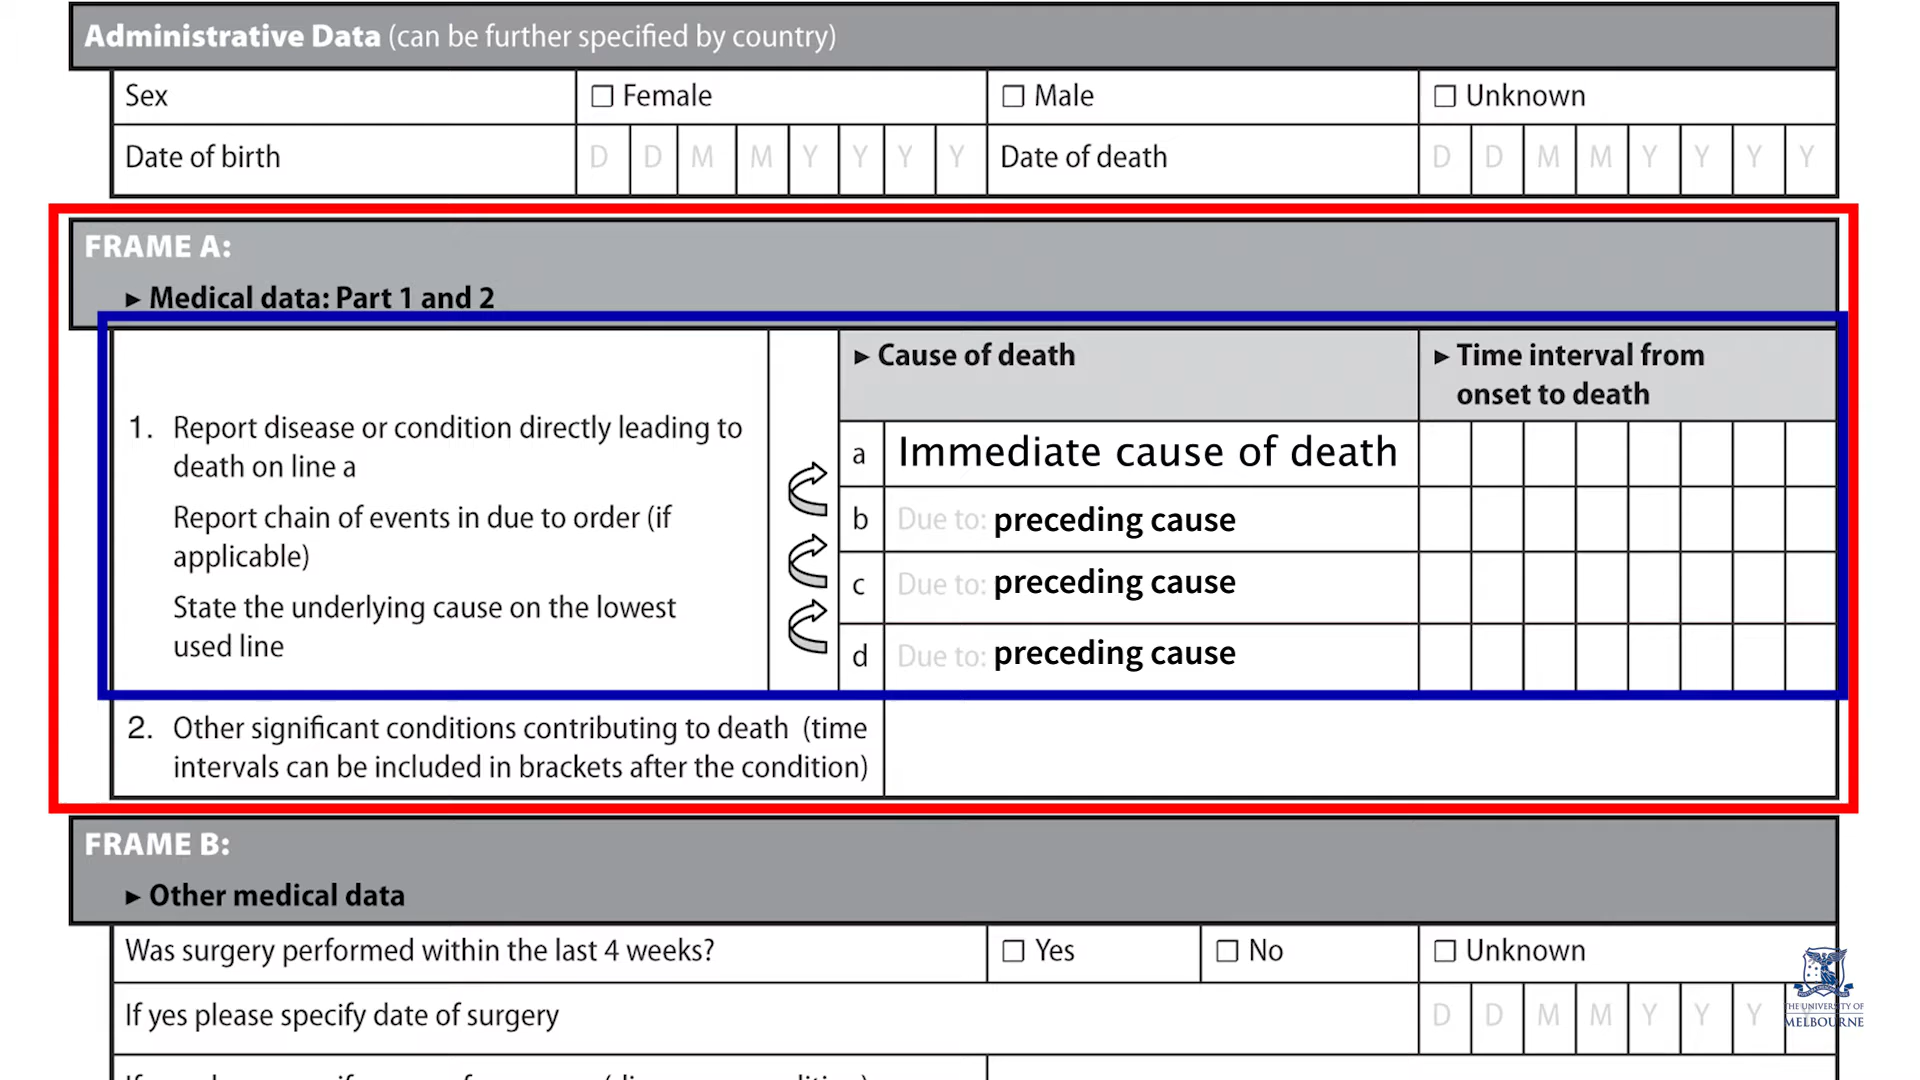 Administrative Data (can be further specified by country)
Sex ☐ Female ☐ Male ☐ Unknown
Date of birth D D M M Y Y Y Y Date of death D D M M Y Y Y Y
FRAME A:
▸ Medical data: Part 1 and 2
▸ Cause of death ▸ Time interval from
onset to death
1. Report disease or condition directly leading to
death on line a
Report chain of events in due to order (if
applicable)
State the underlying cause on the lowest
used line
a Immediate cause of death
b Due to: preceding cause
c Due to: preceding cause
d Due to: preceding cause
2. Other significant conditions contributing to death (time
intervals can be included in brackets after the condition)
FRAME B:
▸ Other medical data
Was surgery performed within the last 4 weeks? ☐ Yes ☐ No ☐ Unknown
If yes please specify date of surgery D D M M Y Y Y
THE UNIVERSITY OF
MELBOURNE